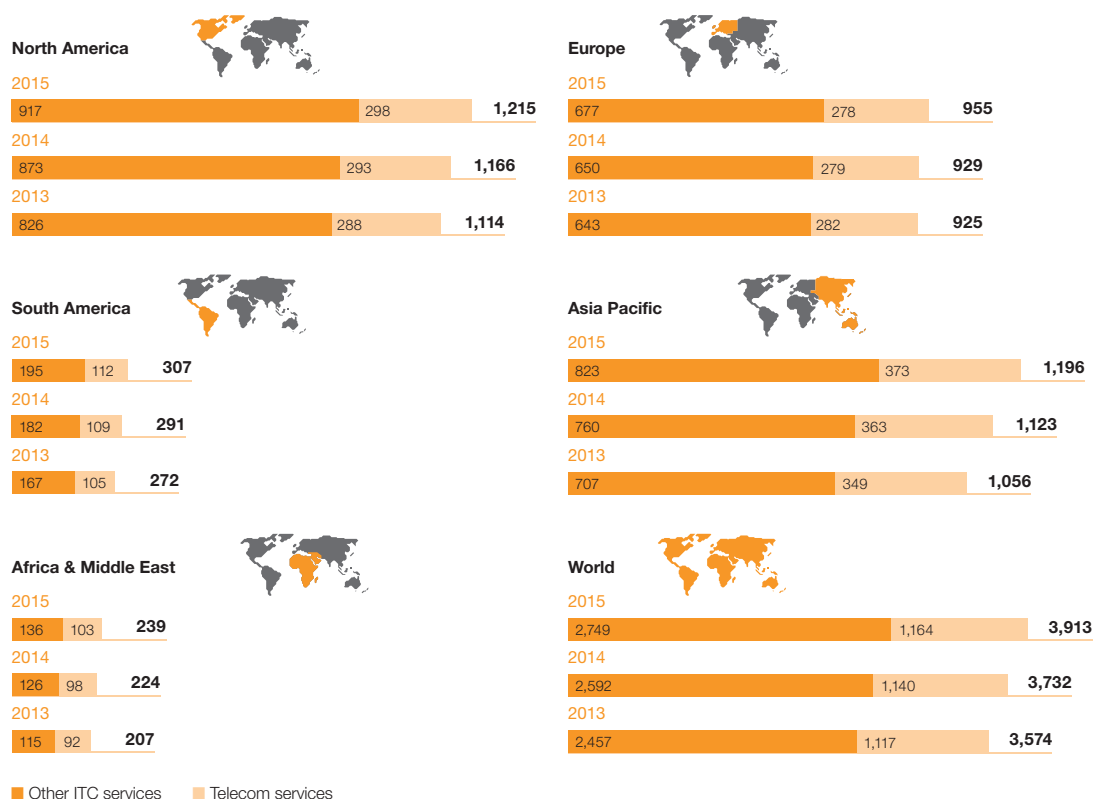 North America
2015
917 298 1,215
2014
873 293 1,166
2013
826 288 1,114
Europe
2015
677 278 955
2014
650 279 929
2013
643 282 925
South America
2015
195 112 307
2014
182 109 291
2013
167 105 272
Asia Pacific
2015
823 373 1,196
2014
760 363 1,123
2013
707 349 1,056
Africa & Middle East
2015
136 103 239
2014
126 98 224
2013
115 92 207
World
2015
2,749 1,164 3,913
2014
2,592 1,140 3,732
2013
2,457 1,117 3,574
Other ITC services Telecom services